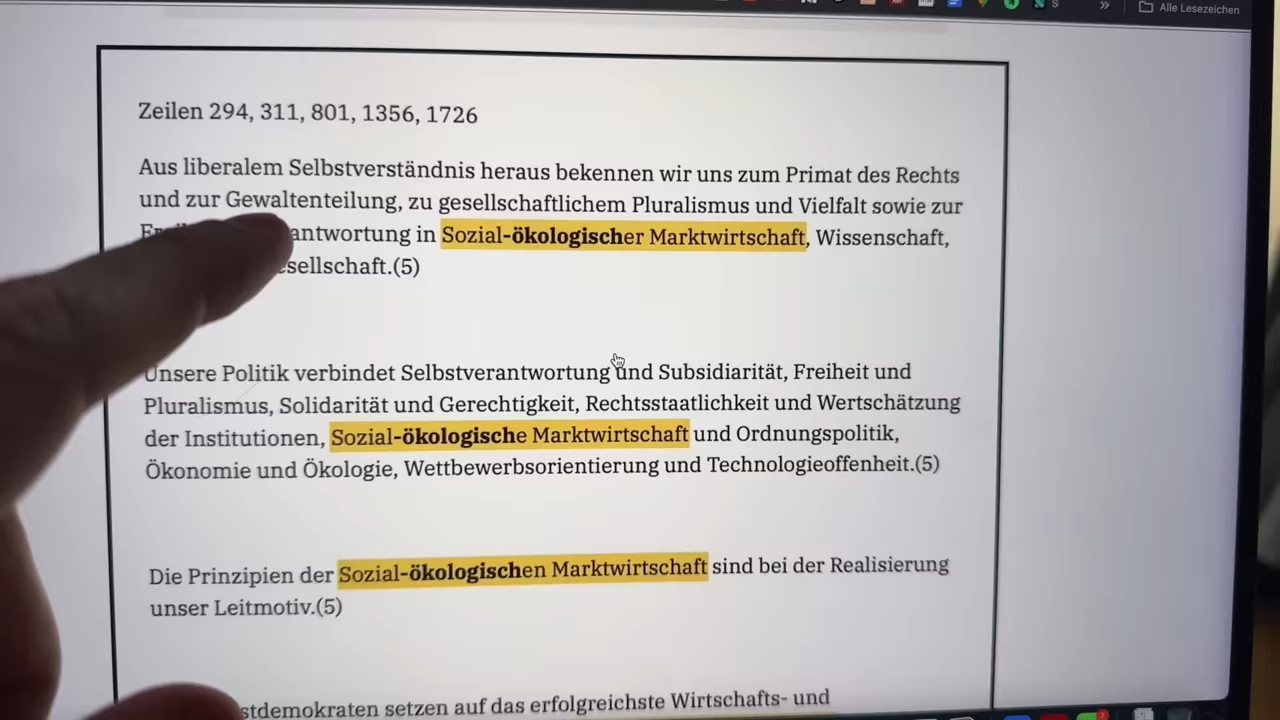 Alle Lesezeichen
Zeilen 294, 311, 801, 1356, 1726
Aus liberalem Selbstverständnis heraus bekennen wir uns zum Primat des Rechts
und zur Gewaltenteilung, zu gesellschaftlichem Pluralismus und Vielfalt sowie zur
antwortung in Sozial-ökologischer Marktwirtschaft, Wissenschaft,
sellschaft.(5)
Unsere Politik verbindet Selbstverantwortung und Subsidiarität, Freiheit und
Pluralismus, Solidarität und Gerechtigkeit, Rechtsstaatlichkeit und Wertschätzung
der Institutionen, Sozial-ökologische Marktwirtschaft und Ordnungspolitik,
Ökonomie und Ökologie, Wettbewerbsorientierung und Technologieoffenheit.(5)
Die Prinzipien der Sozial-ökologischen Marktwirtschaft sind bei der Realisierung
unser Leitmotiv.(5)
stdemokraten setzen auf das erfolgreichste Wirtschafts- und